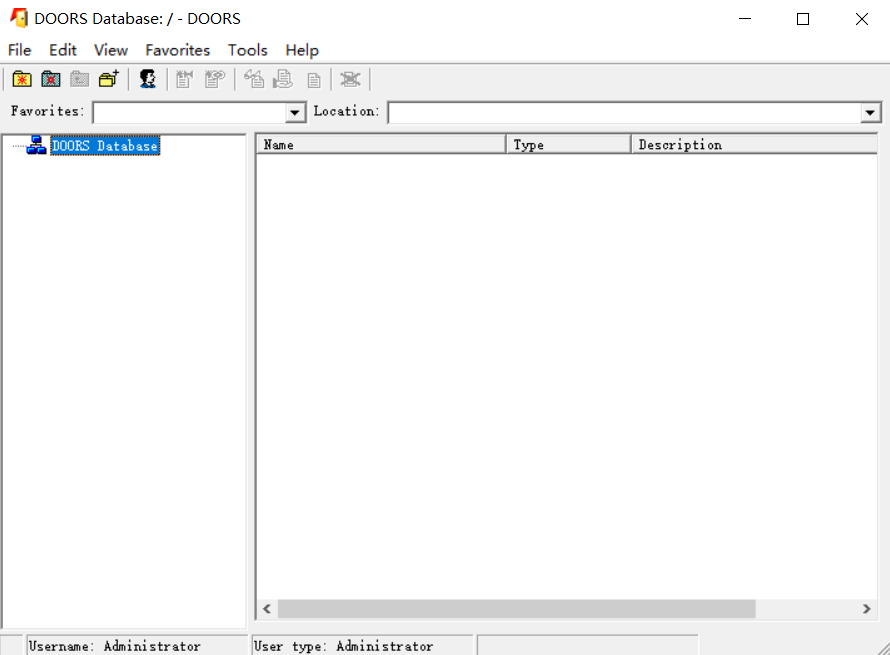 DOORS Database: / - DOORS
File Edit View Favorites Tools Help
Favorites: Location:
DOORS Database
Name Type Description
Username: Administrator User type: Administrator